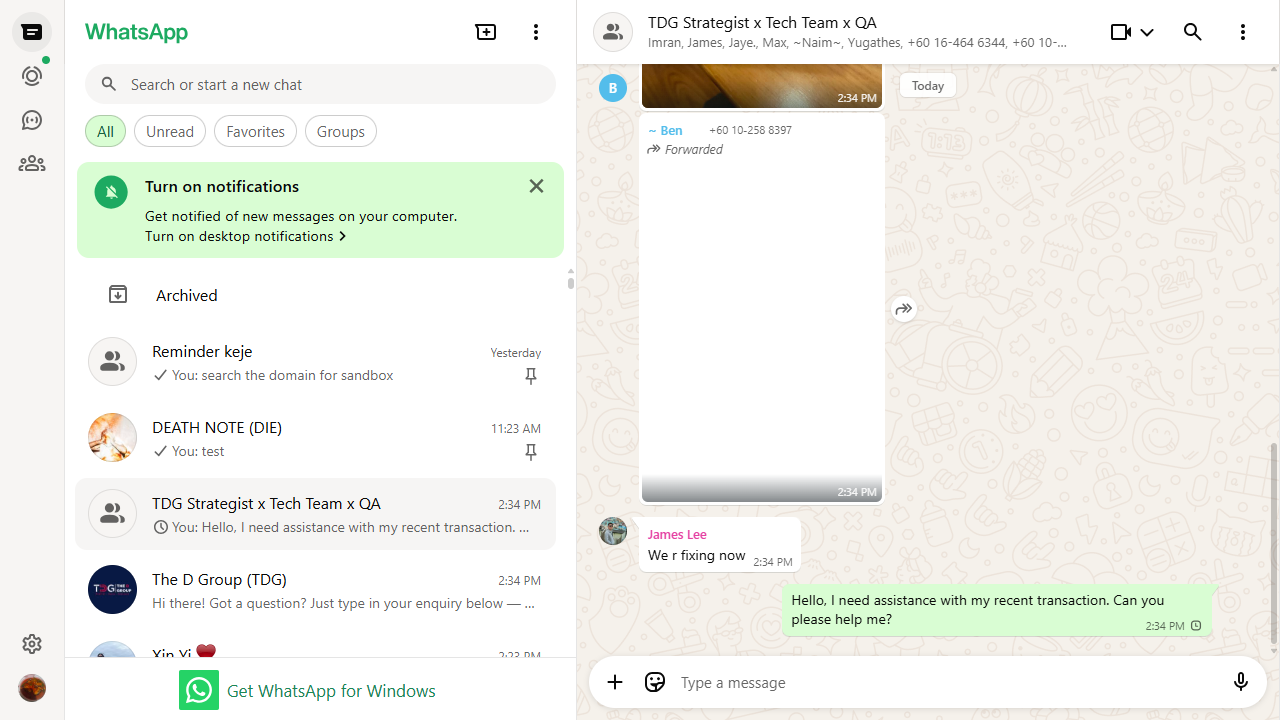 WhatsApp
Search or start a new chat
All
Unread
Favorites
Groups
Turn on notifications
Get notified of new messages on your computer.
Turn on desktop notifications
Archived
Reminder keje
Yesterday
You: search the domain for sandbox
DEATH NOTE (DIE)
11:23 AM
You: test
TDG Strategist x Tech Team x QA
2:34 PM
You: Hello, I need assistance with my recent transaction. ...
The D Group (TDG)
2:34 PM
Hi there! Got a question? Just type in your enquiry below — ...
Xin Yi
2:23 PM
Get WhatsApp for Windows
TDG Strategist x Tech Team x QA
Imran, James, Jaye., Max, ~Naim~, Yugathes, +60 16-464 6344, +60 10-...
B
2:34 PM
Today
~ Ben
+60 10-258 8397
Forwarded
2:34 PM
James Lee
We r fixing now
2:34 PM
Hello, I need assistance with my recent transaction. Can you
please help me?
2:34 PM
Type a message